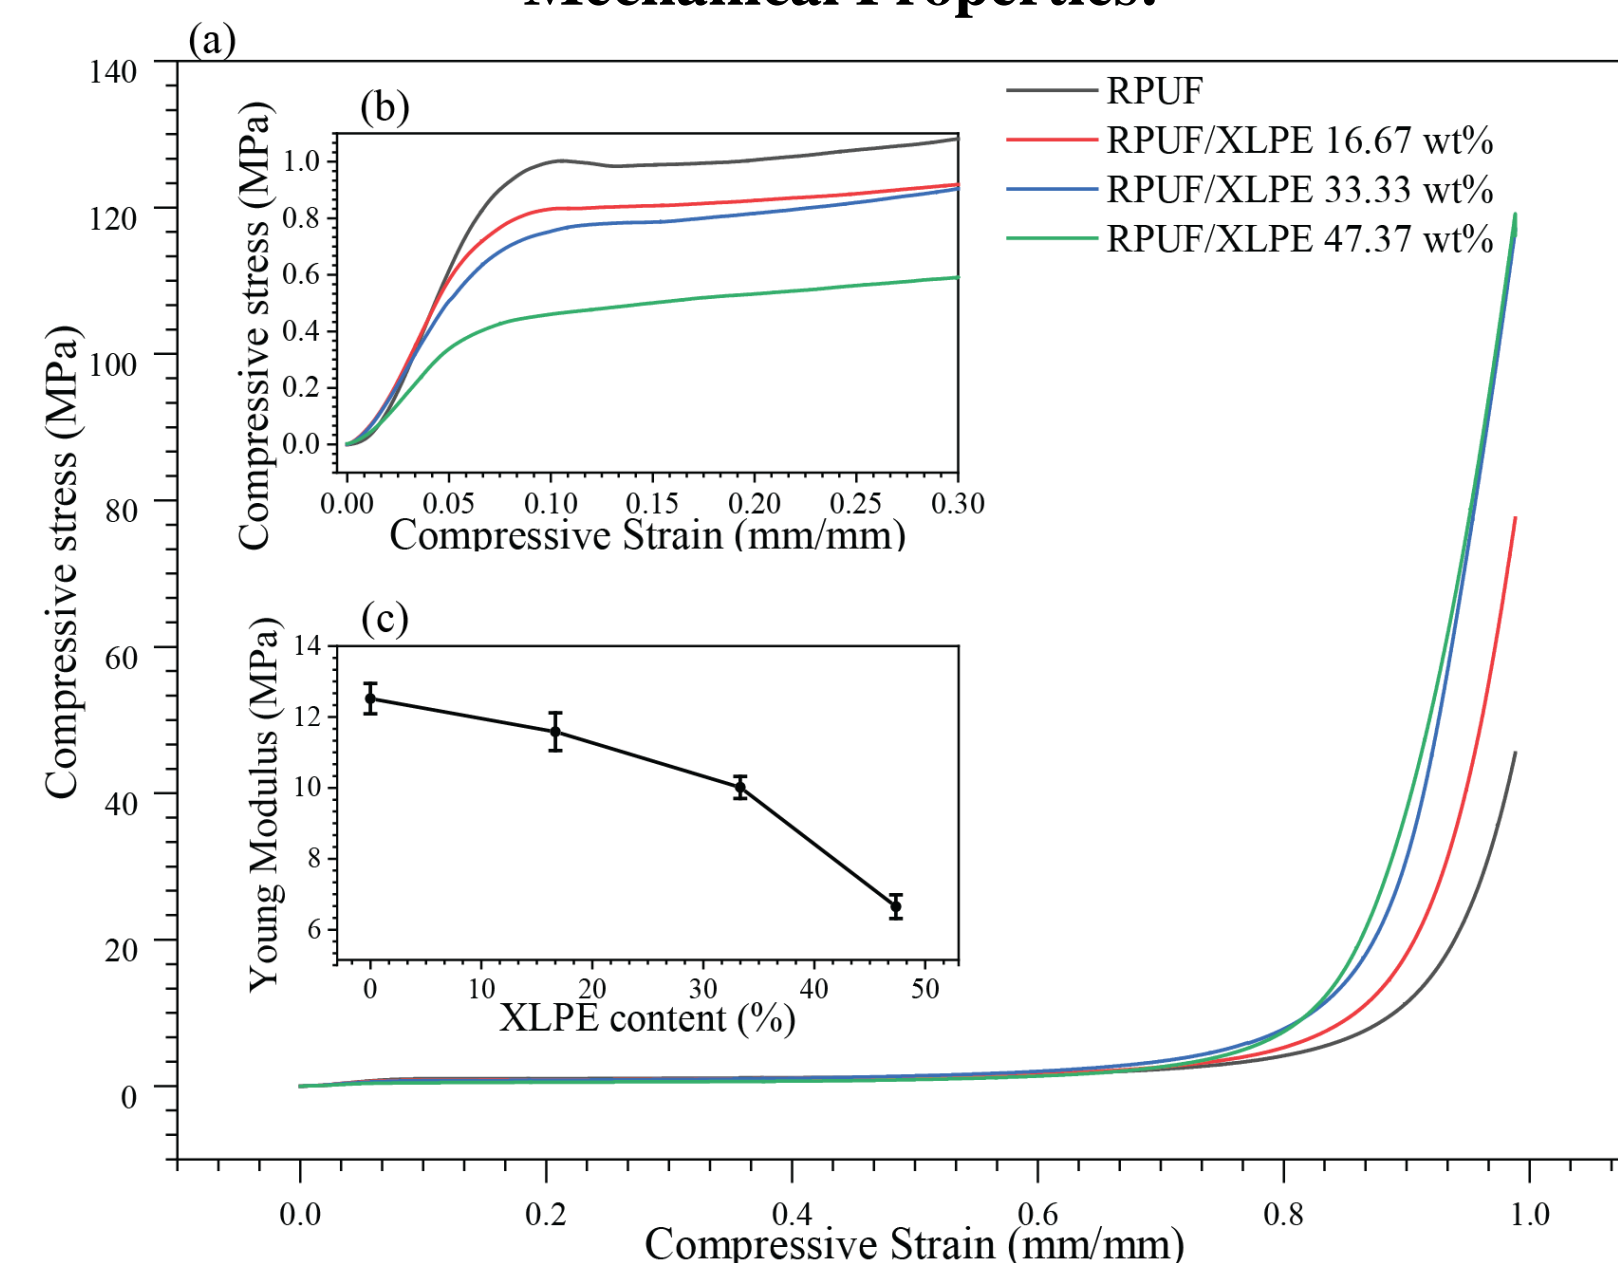 Mechanical Properties:
(a)
140
120
100
80
60
40
20
0
Compressive stress (MPa)
0.0
0.2
0.4
0.6
0.8
1.0
Compressive Strain (mm/mm)
RPUF
RPUF/XLPE 16.67 wt%
RPUF/XLPE 33.33 wt%
RPUF/XLPE 47.37 wt%
(b)
1.0
0.8
0.6
0.4
0.2
0.0
Compressive stress (MPa)
0.00
0.05
0.10
0.15
0.20
0.25
0.30
Compressive Strain (mm/mm)
(c)
14
12
10
8
6
Young Modulus (MPa)
0
10
20
30
40
50
XLPE content (%)